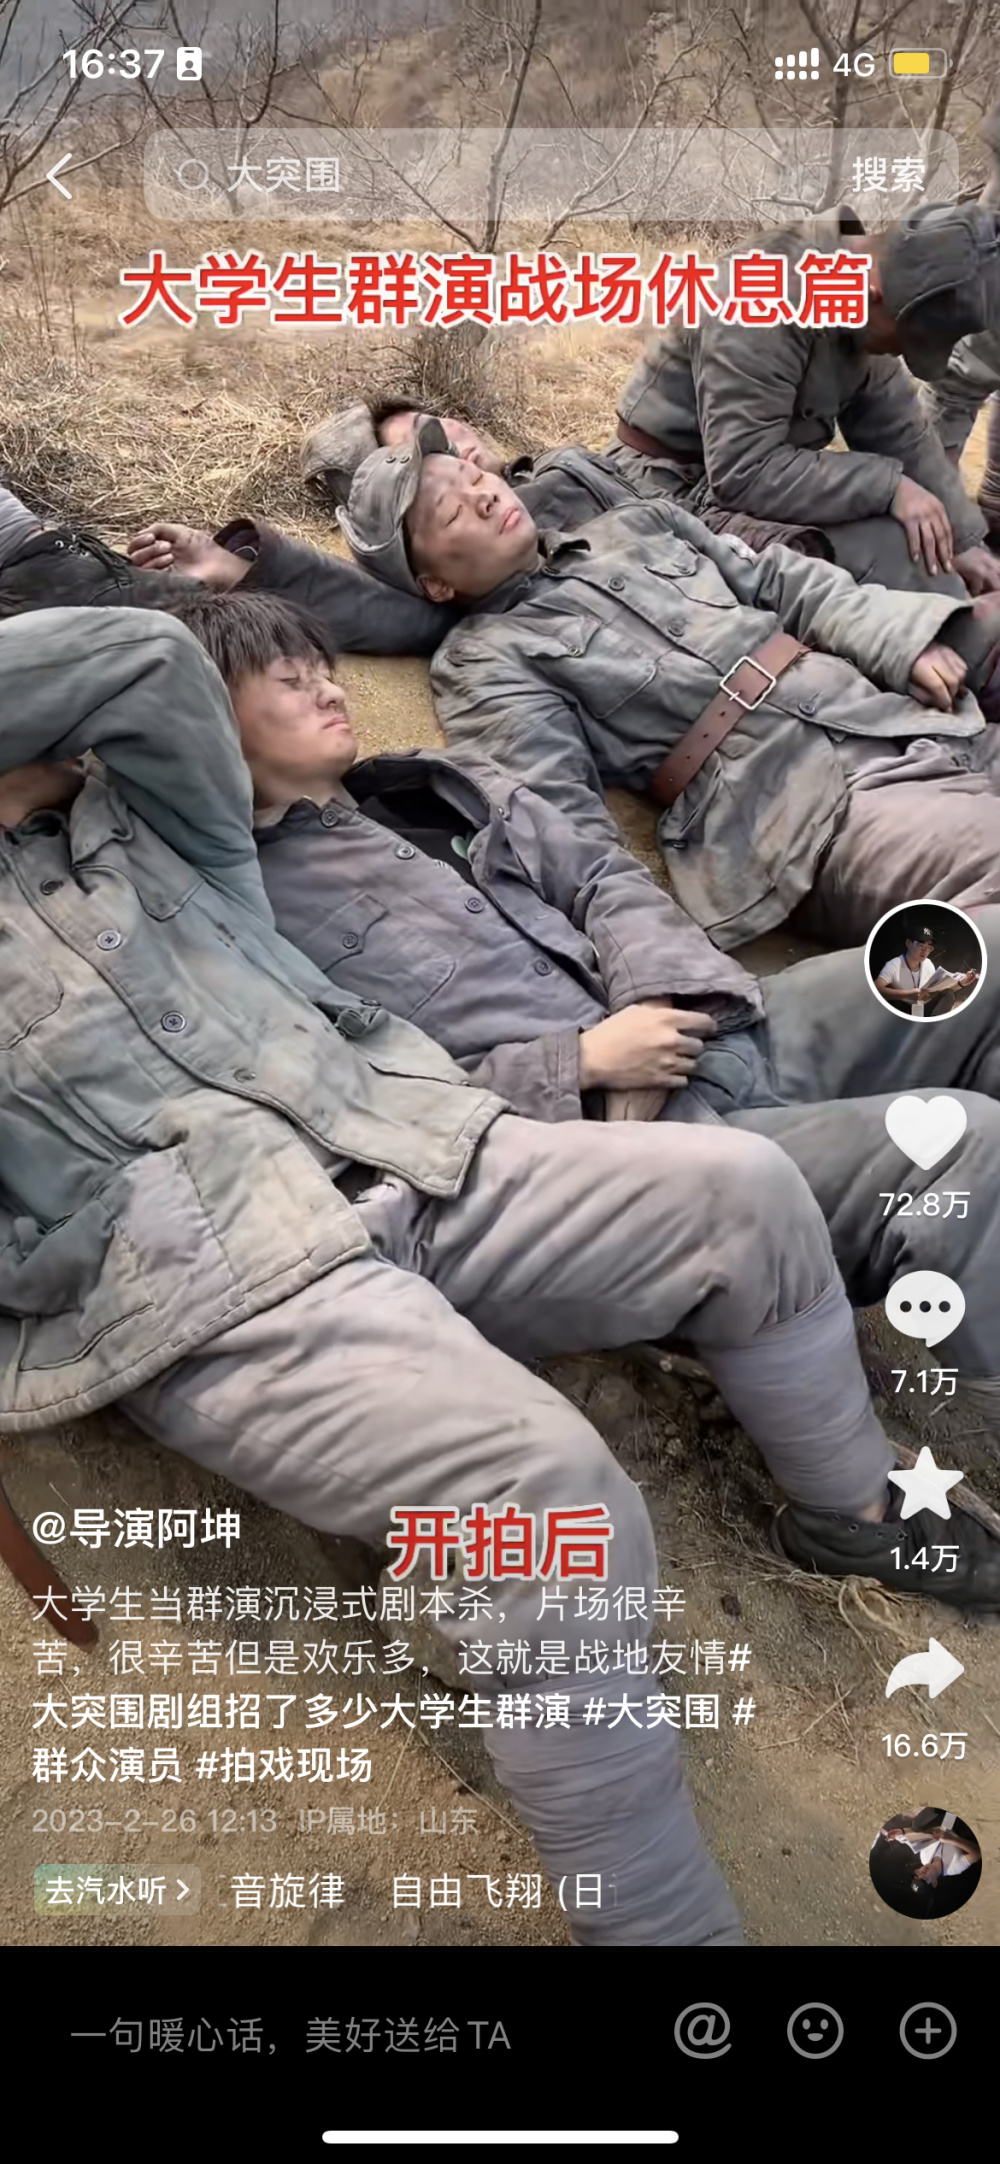 16:37
4G
大突围
搜索
大学生群演战场休息篇
72.8万
7.1万
1.4万
16.6万
开拍后
@导演阿坤
大学生当群演沉浸式剧本杀，片场很辛
苦，很辛苦但是欢乐多，这就是战地友情#
大突围剧组招了多少大学生群演 #大突围 #
群众演员 #拍戏现场
2023-2-26 12:13 IP属地：山东
去汽水听 音旋律 自由飞翔 (日
一句暖心话，美好送给TA